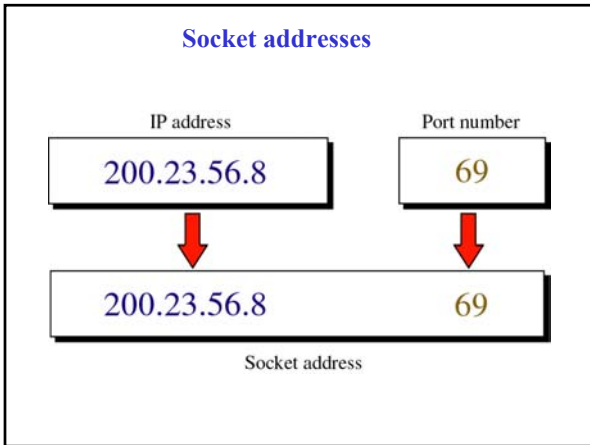 Socket addresses
IP address Port number
200.23.56.8 69
200.23.56.8 69
Socket address